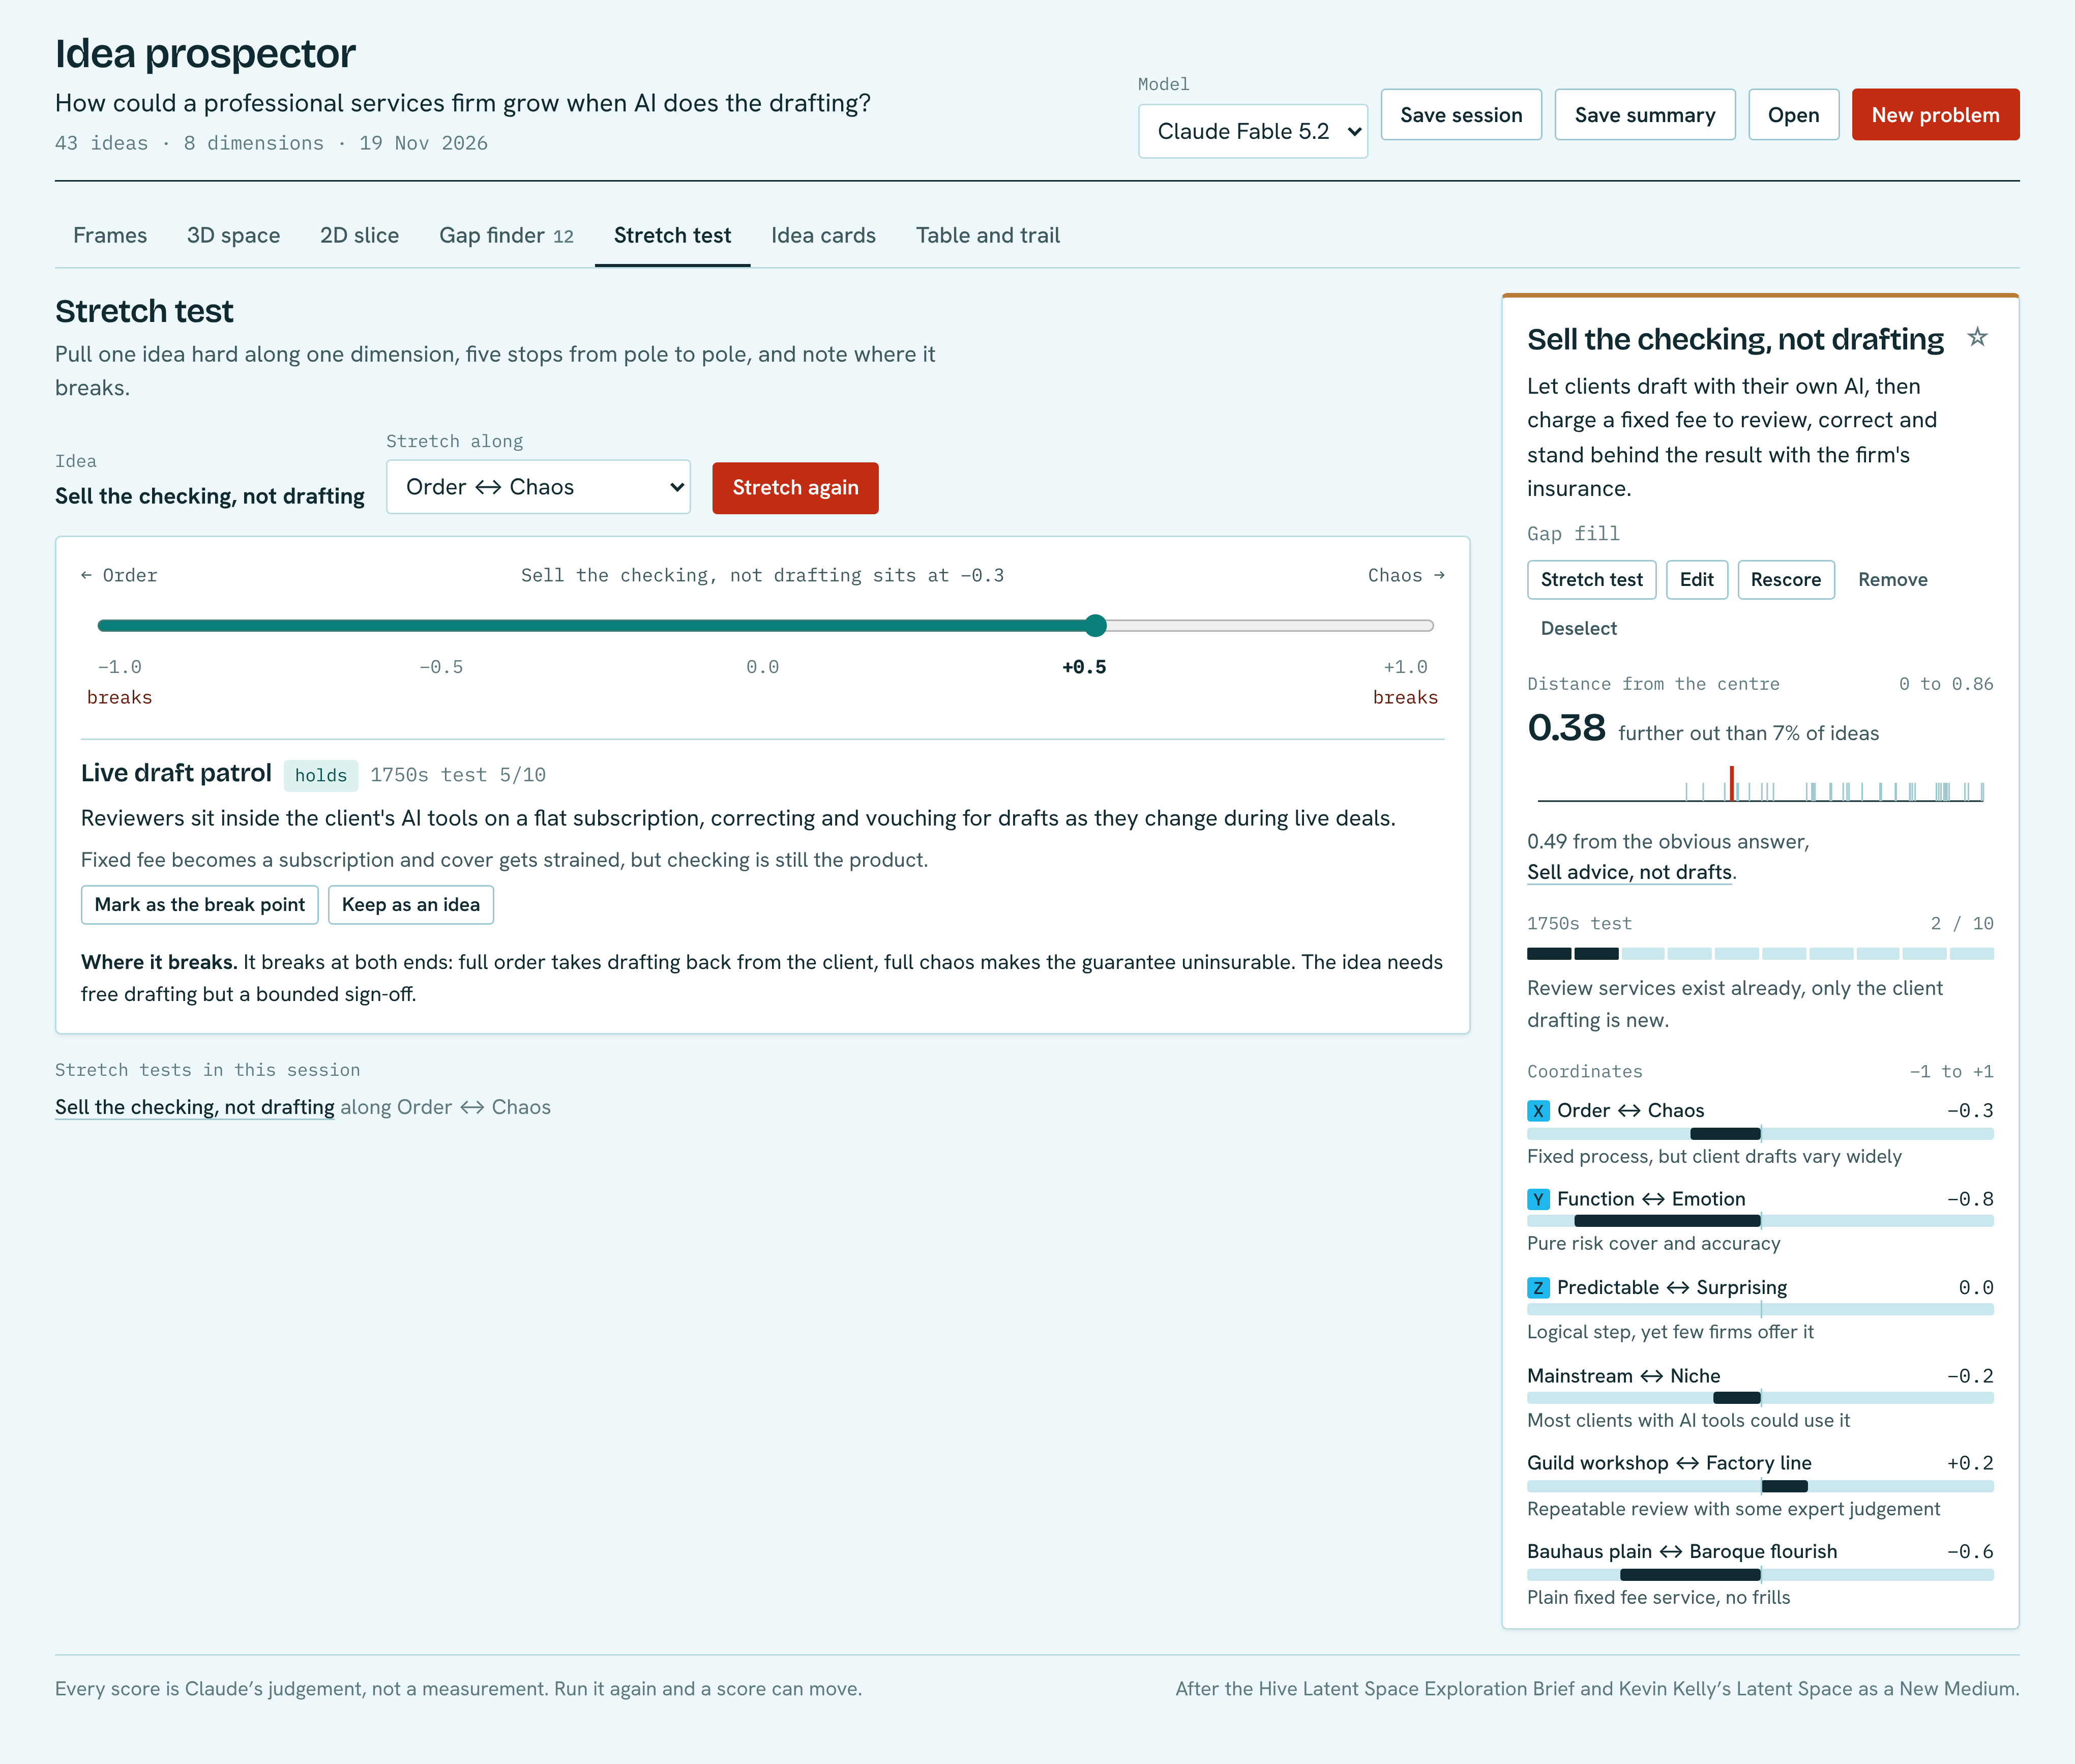 Idea prospector
How could a professional services firm grow when AI does the drafting?
43 ideas · 8 dimensions · 19 Nov 2026
Model
Claude Fable 5.2
Save session
Save summary
Open
New problem
Frames
3D space
2D slice
Gap finder 12
Stretch test
Idea cards
Table and trail
Stretch test
Pull one idea hard along one dimension, five stops from pole to pole, and note where it
breaks.
Idea
Sell the checking, not drafting
Stretch along
Order ↔ Chaos
Stretch again
← Order
Sell the checking, not drafting sits at −0.3
Chaos →
−1.0
−0.5
0.0
+0.5
+1.0
breaks
breaks
Live draft patrol
holds
1750s test 5/10
Reviewers sit inside the client's AI tools on a flat subscription, correcting and vouching for drafts as they change during live deals.
Fixed fee becomes a subscription and cover gets strained, but checking is still the product.
Mark as the break point
Keep as an idea
Where it breaks. It breaks at both ends: full order takes drafting back from the client, full chaos makes the guarantee uninsurable. The idea needs
free drafting but a bounded sign-off.
Stretch tests in this session
Sell the checking, not drafting along Order ↔ Chaos
Sell the checking, not drafting ☆
Let clients draft with their own AI, then
charge a fixed fee to review, correct and
stand behind the result with the firm's
insurance.
Gap fill
Stretch test
Edit
Rescore
Remove
Deselect
Distance from the centre
0 to 0.86
0.38 further out than 7% of ideas
0.49 from the obvious answer,
Sell advice, not drafts.
1750s test
2 / 10
Review services exist already, only the client
drafting is new.
Coordinates
−1 to +1
X Order ↔ Chaos
−0.3
Fixed process, but client drafts vary widely
Y Function ↔ Emotion
−0.8
Pure risk cover and accuracy
Z Predictable ↔ Surprising
0.0
Logical step, yet few firms offer it
Mainstream ↔ Niche
−0.2
Most clients with AI tools could use it
Guild workshop ↔ Factory line
+0.2
Repeatable review with some expert judgement
Bauhaus plain ↔ Baroque flourish
−0.6
Plain fixed fee service, no frills
Every score is Claude’s judgement, not a measurement. Run it again and a score can move.
After the Hive Latent Space Exploration Brief and Kevin Kelly’s Latent Space as a New Medium.